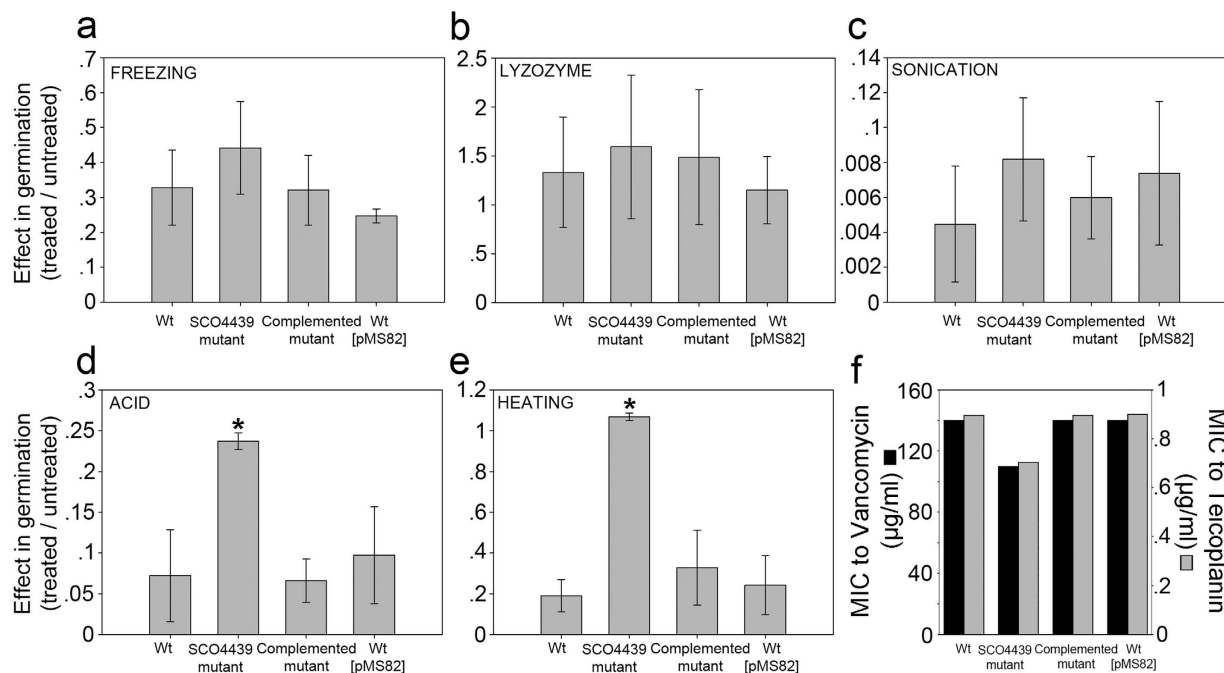 a
FREEZING
.7
.6
.5
.4
.3
.2
.1
0
Effect in germination
(treated / untreated)
Wt
SCO4439
mutant
Complemented
mutant
Wt
[pMS82]
b
LYZOZYME
2.5
2
1.5
1
.5
0
Wt
SCO4439
mutant
Complemented
mutant
Wt
[pMS82]
c
SONICATION
.014
.012
.1
.008
.006
.004
.002
0
Wt
SCO4439
mutant
Complemented
mutant
Wt
[pMS82]
d
ACID
.3
.25
.2
.15
.1
.05
0
*
Effect in germination
(treated / untreated)
Wt
SCO4439
mutant
Complemented
mutant
Wt
[pMS82]
e
HEATING
1.2
1
.8
.6
.4
.2
0
*
Wt
SCO4439
mutant
Complemented
mutant
Wt
[pMS82]
f
160
140
120
100
80
60
40
20
0
MIC to Vancomycin
(µg/ml)
1
.8
.6
.4
.2
0
MIC to Teicoplanin
(µg/ml)
Wt
SCO4439
mutant
Complemented
mutant
Wt
[pMS82]